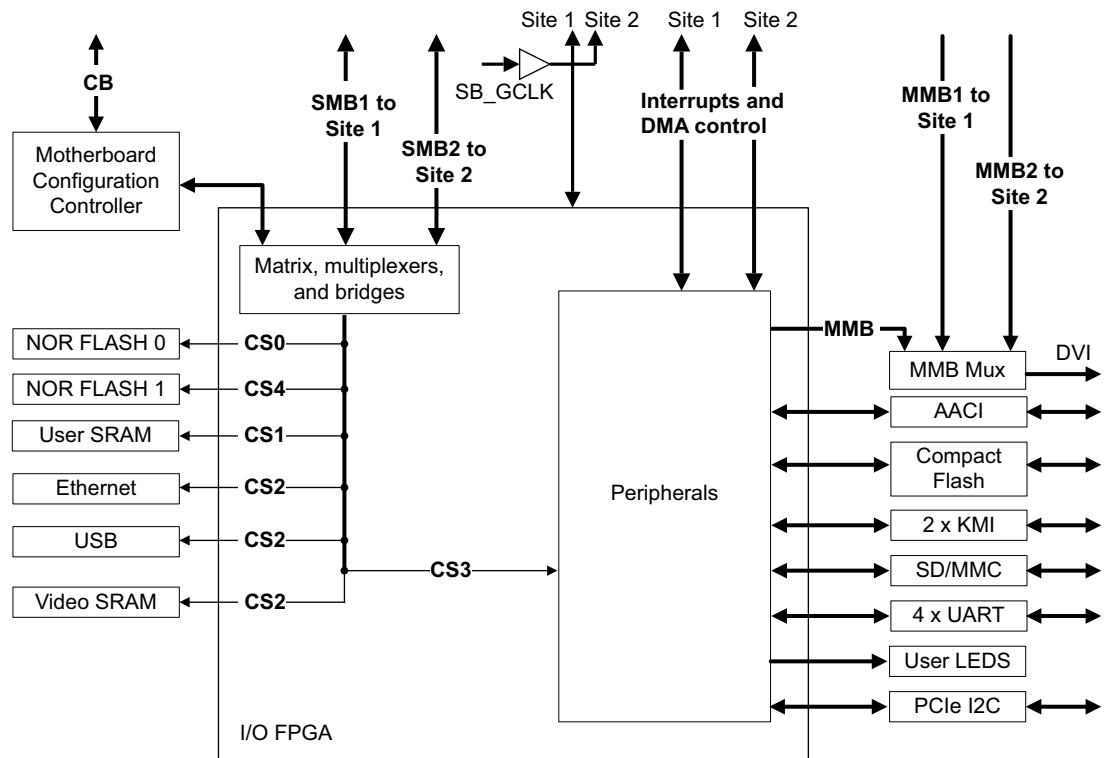 Site 1
Site 2
Site 1
Site 2
SB_GCLK
CB
SMB1 to
Site 1
SMB2 to
Site 2
Interrupts and
DMA control
MMB1 to
Site 1
MMB2 to
Site 2
Motherboard
Configuration
Controller
Matrix, multiplexers,
and bridges
NOR FLASH 0
CS0
NOR FLASH 1
CS4
User SRAM
CS1
Ethernet
CS2
USB
CS2
Video SRAM
CS2
CS3
Peripherals
I/O FPGA
MMB
MMB Mux
DVI
AACI
Compact
Flash
2 x KMI
SD/MMC
4 x UART
User LEDS
PCIe I2C